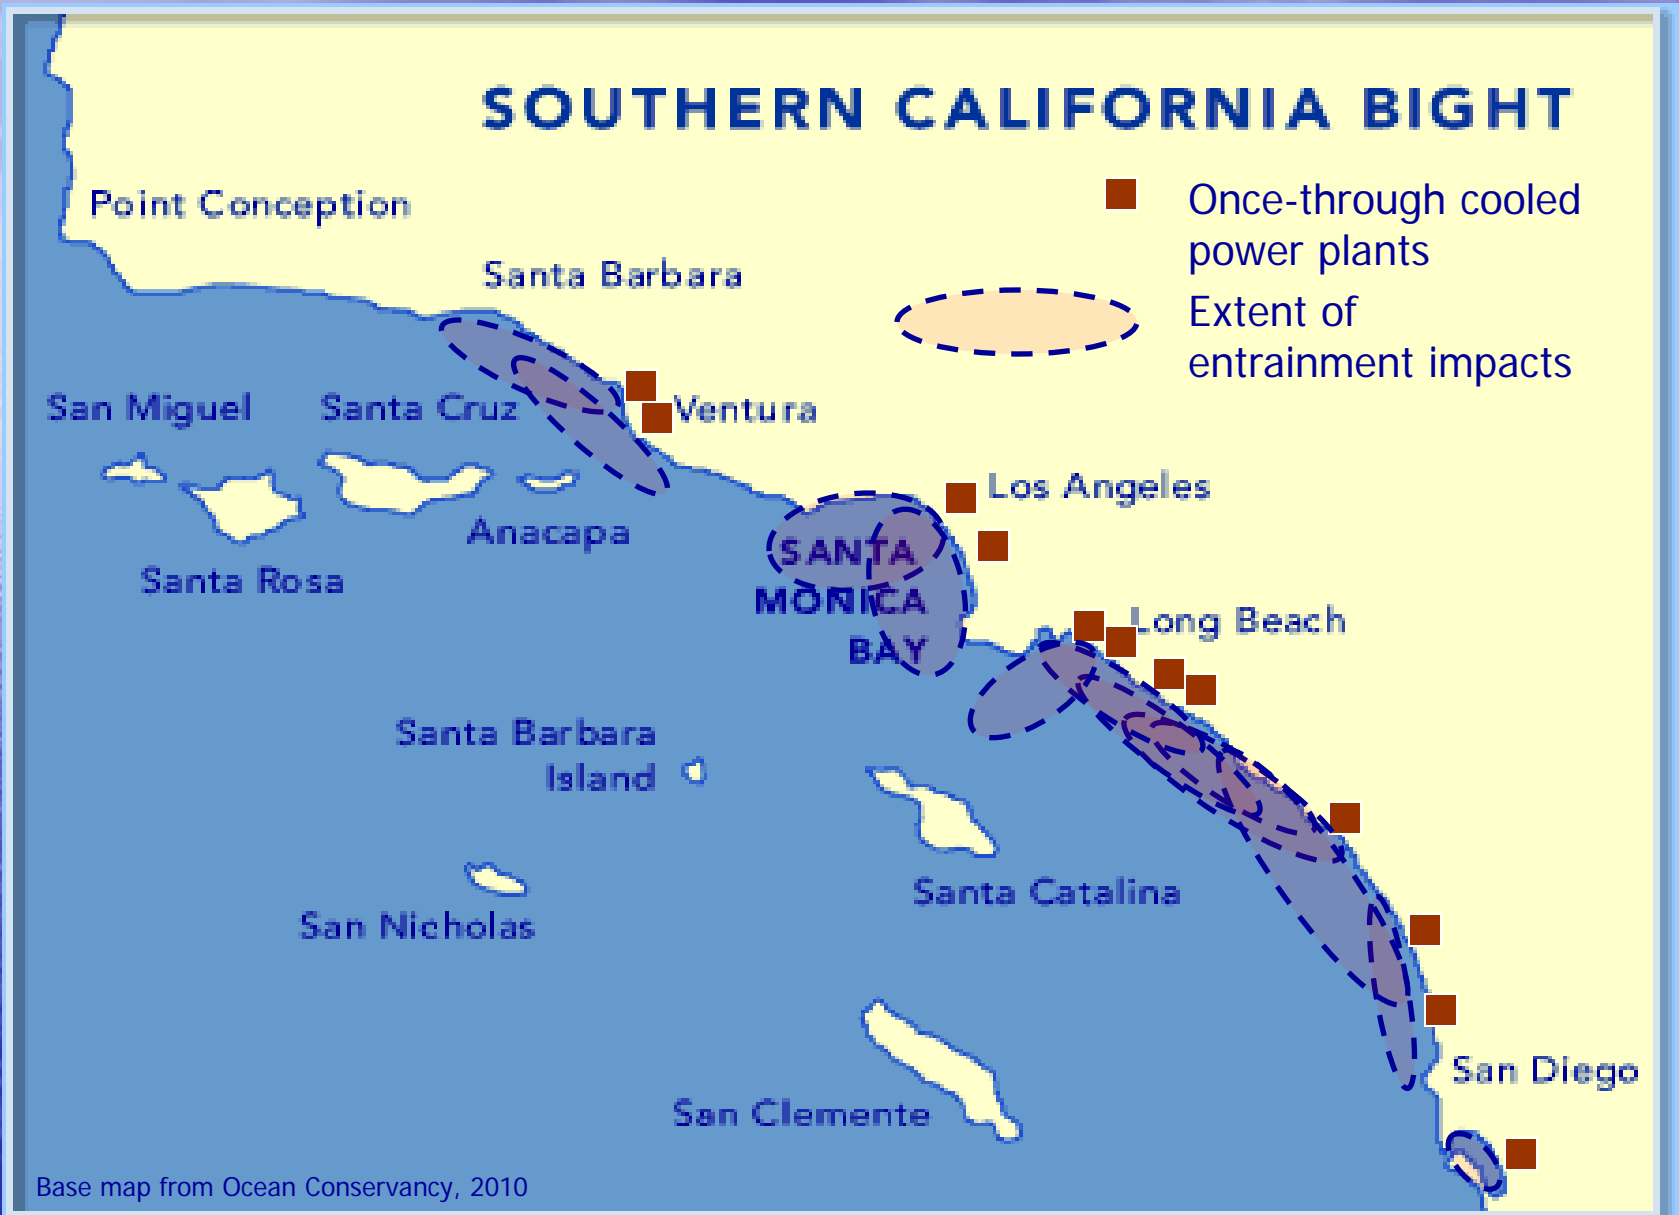 SOUTHERN CALIFORNIA BIGHT
Once-through cooled
power plants
Extent of
entrainment impacts
Point Conception
Santa Barbara
San Miguel
Santa Cruz
Ventura
Anacapa
Santa Rosa
Los Angeles
SANTA
MONICA
BAY
Long Beach
Santa Barbara
Island
Santa Catalina
San Nicholas
San Clemente
San Diego
Base map from Ocean Conservancy, 2010